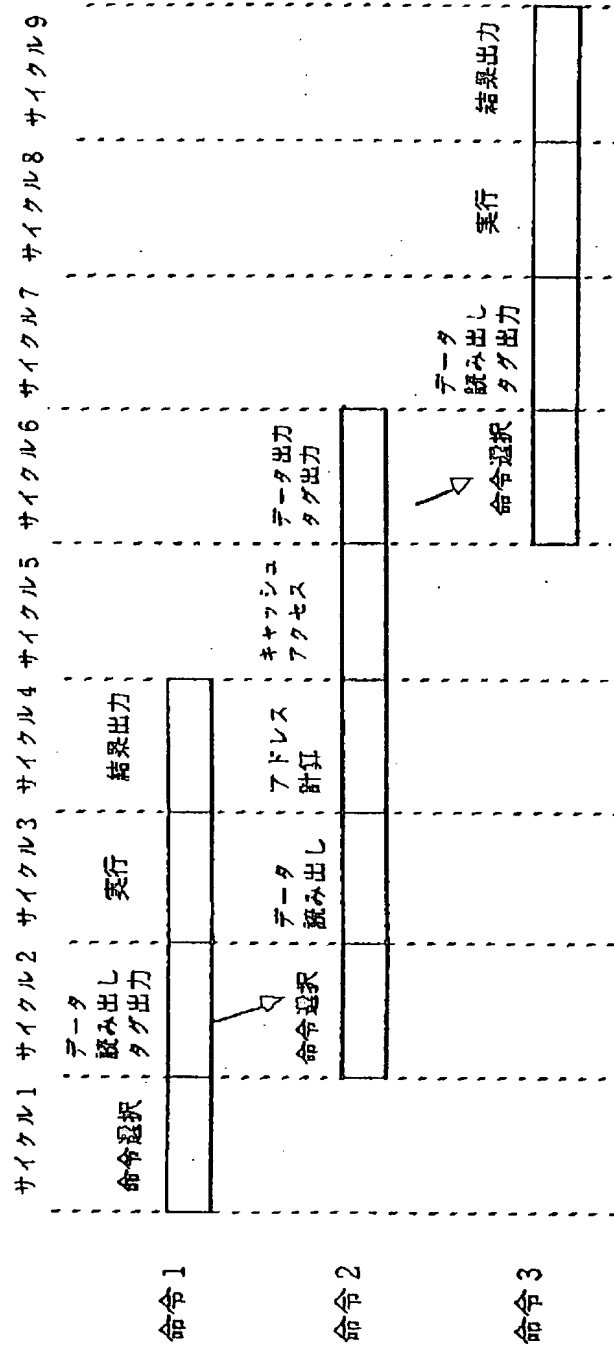 サイクル1 サイクル2 サイクル3 サイクル4 サイクル5 サイクル6 サイクル7 サイクル8 サイクル9
命令1
命令選択
データ
読み出し
タグ出力
実行
結果出力
命令2
命令選択
データ
読み出し
アドレス
計算
キャッシュ
アクセス
データ出力
タグ出力
命令3
命令選択
データ
読み出し
タグ出力
実行
結果出力